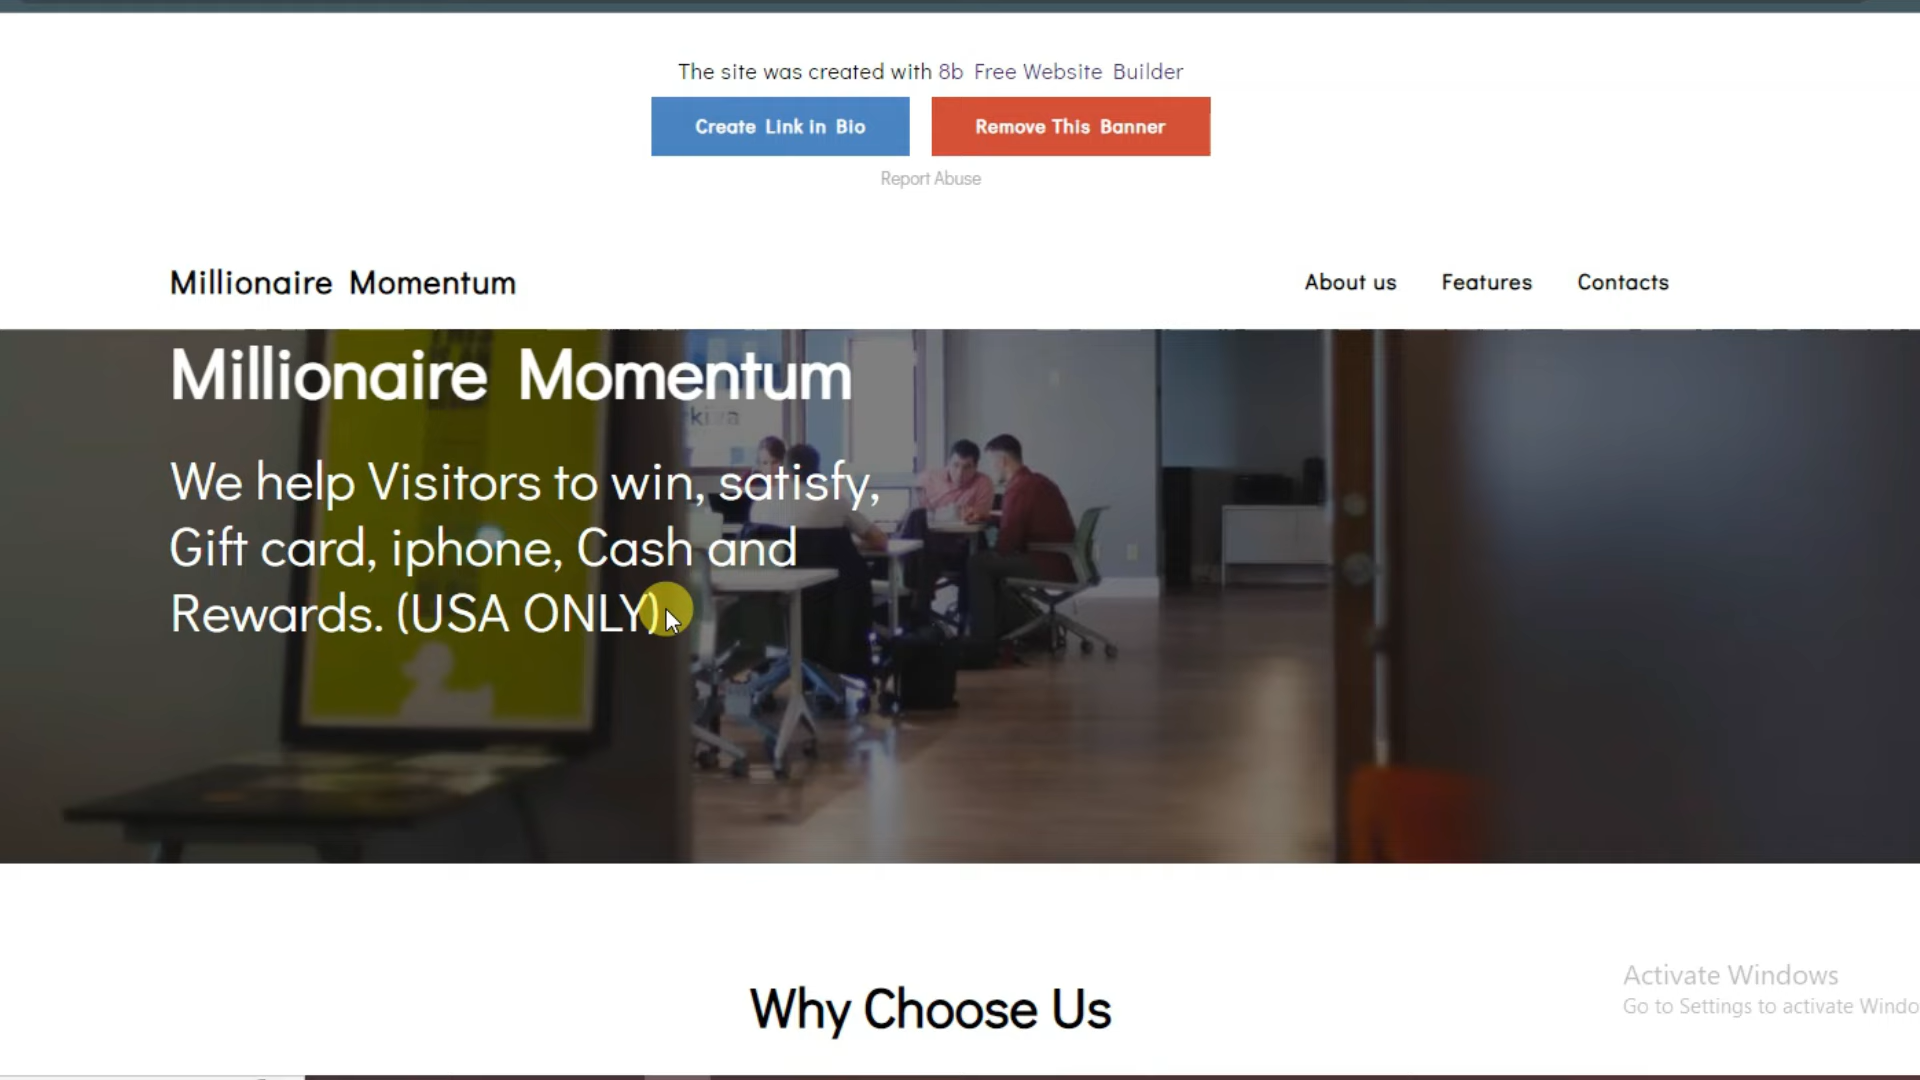 The site was created with 8b Free Website Builder
Create Link in Bio
Remove This Banner
Report Abuse
Millionaire Momentum
About us
Features
Contacts
Millionaire Momentum
We help Visitors to win, satisfy,
Gift card, iphone, Cash and
Rewards. (USA ONLY)
Why Choose Us
Activate Windows
Go to Settings to activate Windo